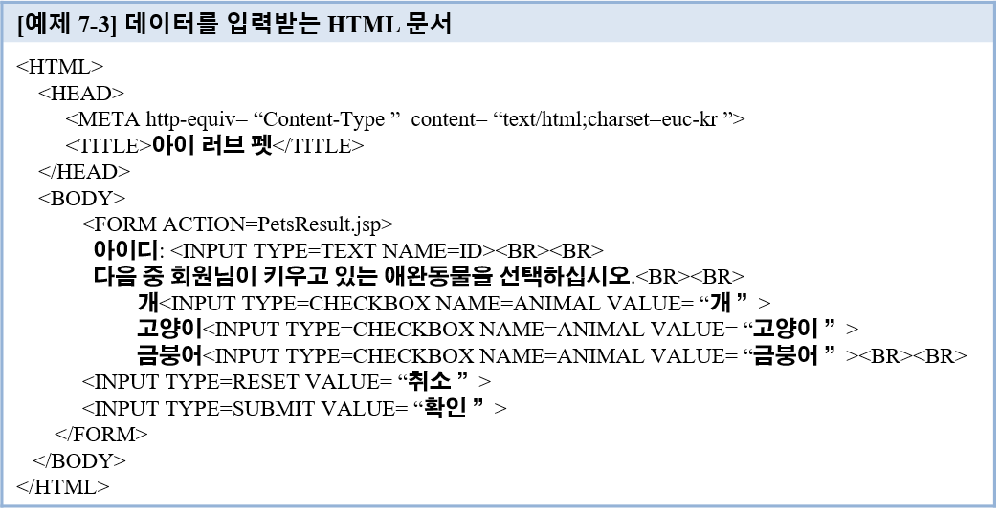 [예제 7-3] 데이터를 입력받는 HTML 문서
<HTML>
<HEAD>
<META http-equiv= “Content-Type ” content= “text/html;charset=euc-kr ”>
<TITLE>아이 러브 펫</TITLE>
</HEAD>
<BODY>
<FORM ACTION=PetsResult.jsp>
아이디: <INPUT TYPE=TEXT NAME=ID><BR><BR>
다음 중 회원님이 키우고 있는 애완동물을 선택하십시오.<BR><BR>
개<INPUT TYPE=CHECKBOX NAME=ANIMAL VALUE= “개 ” >
고양이<INPUT TYPE=CHECKBOX NAME=ANIMAL VALUE= “고양이 ” >
금붕어<INPUT TYPE=CHECKBOX NAME=ANIMAL VALUE= “금붕어 ” ><BR><BR>
<INPUT TYPE=RESET VALUE= “취소 ” >
<INPUT TYPE=SUBMIT VALUE= “확인 ” >
</FORM>
</BODY>
</HTML>